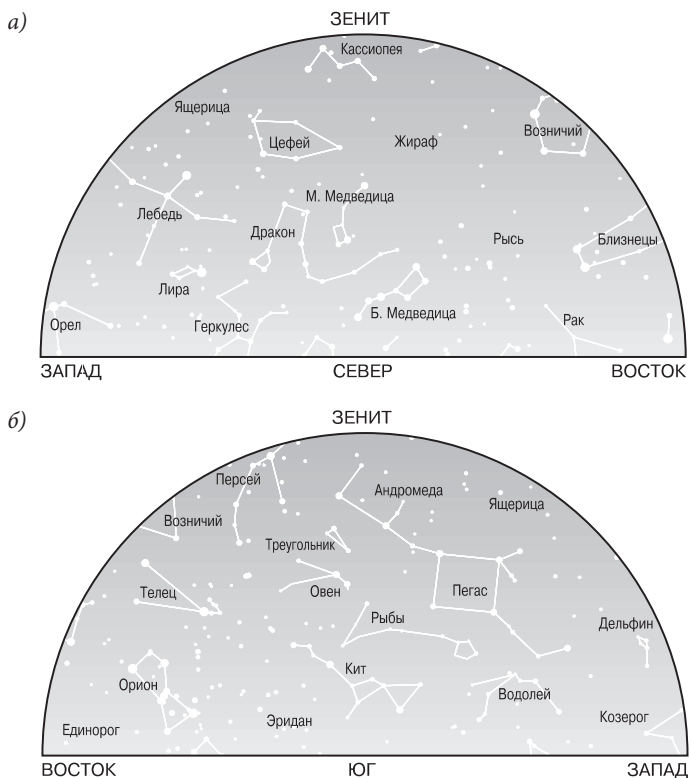 а)
ЗЕНИТ
Кассиопея
Ящерица
Возничий
Цефей
Жираф
М. Медведица
Лебедь
Дракон
Рысь
Близнецы
Лира
Б. Медведица
Орел
Геркулес
Рак
ЗАПАД СЕВЕР ВОСТОК
б)
ЗЕНИТ
Персей
Андромеда
Ящерица
Возничий
Треугольник
Телец
Овен
Пегас
Рыбы
Дельфин
Кит
Орион
Водолей
Единорог
Эридан
Козерог
ВОСТОК ЮГ ЗАПАД